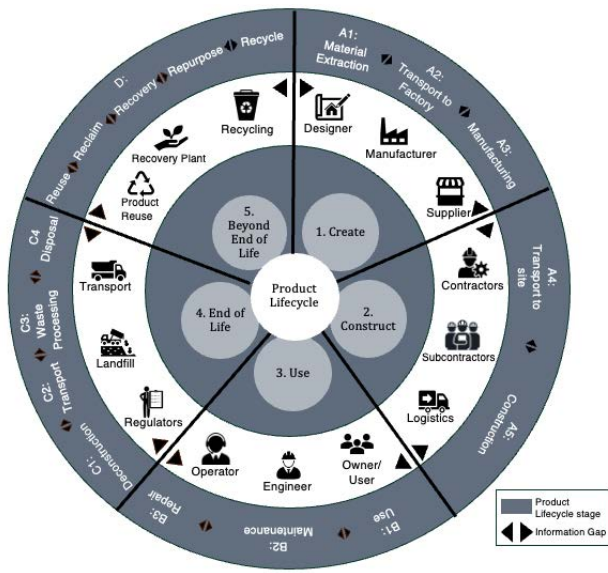 A1:
Material
Extraction
A2:
Transport to
Factory
A3:
Manufacturing
A4:
Transport to
site
A5:
Construction
B1:
Use
B2:
Maintenance
B3:
Repair
C1:
Deconstruction
C2:
Transport
C3:
Waste
Processing
C4
Disposal
D:
Reuse
Reclaim
Recovery
Repurpose
Recycle
Designer
Manufacturer
Supplier
Contractors
Subcontractors
Logistics
Owner/
User
Engineer
Operator
Regulators
Landfill
Transport
Product
Reuse
Recovery Plant
Recycling
1. Create
2.
Construct
3. Use
4. End of
Life
5.
Beyond
End of
Life
Product
Lifecycle
Product
Lifecycle stage
Information Gap